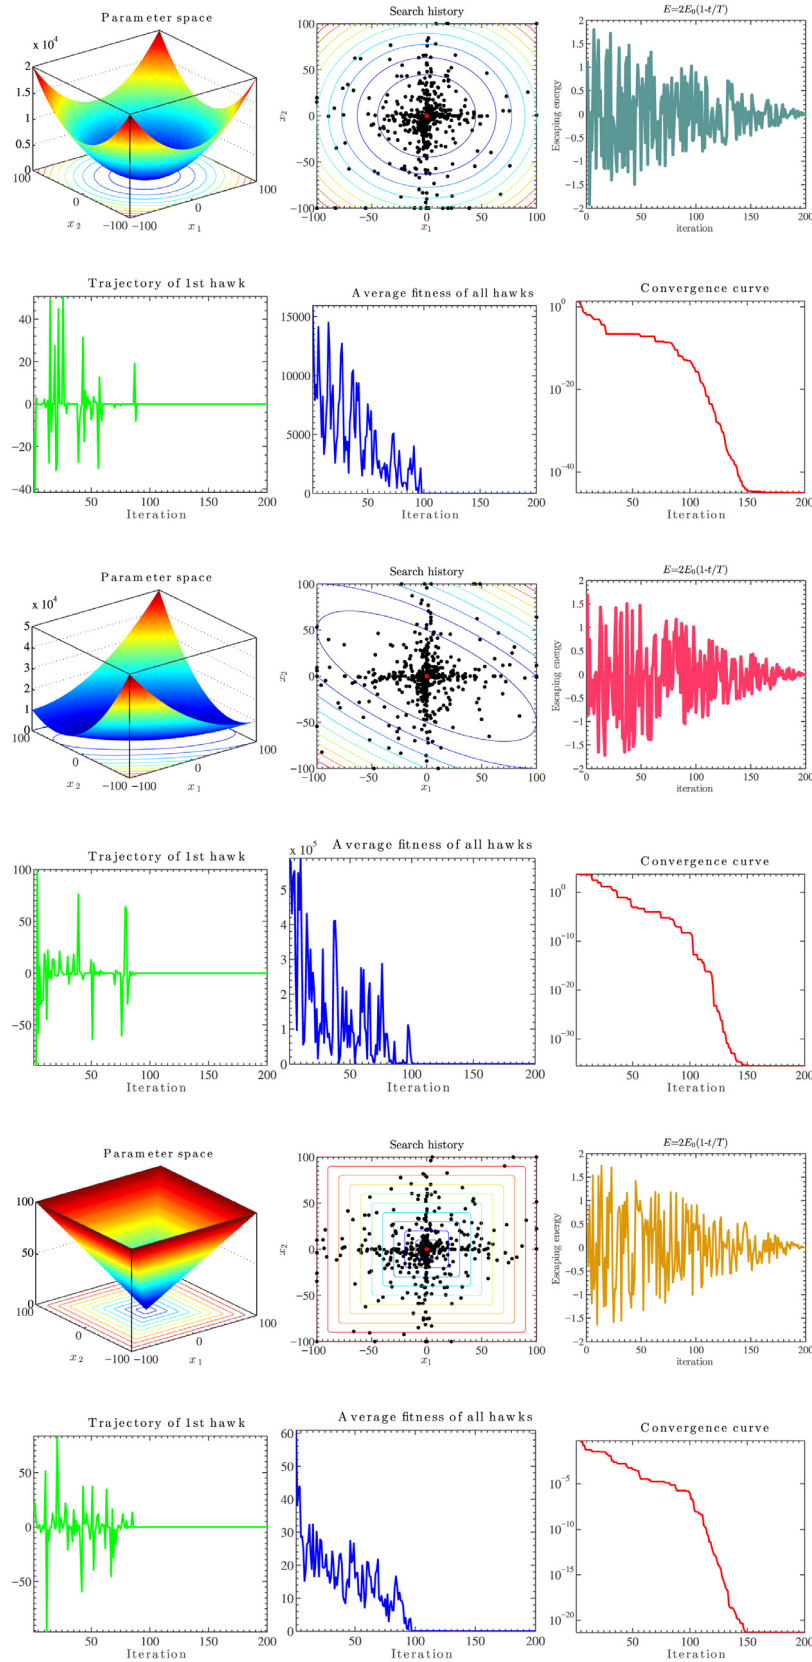 Parameter space
x 10⁴
2
1.5
1
0.5
0
100
0
x₂
−100 −100
0
x₁
100
Search history
100
50
0
−50
−100
x₂
−100 −50 0 50 100
x₁
E=2E₀(1-t/T)
2
1.5
1
0.5
0
−0.5
−1
−1.5
−2
Escaping energy
0 50 100 150 200
iteration
Trajectory of 1st hawk
40
20
0
−20
−40
50 100 150 200
Iteration
Average fitness of all hawks
15000
10000
5000
0
50 100 150 200
Iteration
Convergence curve
10⁰
10⁻²⁰
10⁻⁴⁰
50 100 150 200
Iteration
Parameter space
x 10⁴
5
4
3
2
1
0
100
0
x₂
−100 −100
0
x₁
100
Search history
100
50
0
−50
−100
x₂
−100 −50 0 50 100
x₁
E=2E₀(1-t/T)
2
1.5
1
0.5
0
−0.5
−1
−1.5
−2
Escaping energy
0 50 100 150 200
iteration
Trajectory of 1st hawk
100
50
0
−50
50 100 150 200
Iteration
Average fitness of all hawks
x 10⁵
5
4
3
2
1
0
50 100 150 200
Iteration
Convergence curve
10⁰
10⁻¹⁰
10⁻²⁰
10⁻³⁰
50 100 150 200
Iteration
Parameter space
100
50
0
100
0
x₂
−100 −100
0
x₁
100
Search history
100
50
0
−50
−100
x₂
−100 −50 0 50 100
x₁
E=2E₀(1-t/T)
2
1.5
1
0.5
0
−0.5
−1
−1.5
−2
Escaping energy
0 50 100 150 200
iteration
Trajectory of 1st hawk
50
0
−50
50 100 150 200
Iteration
Average fitness of all hawks
60
50
40
30
20
10
0
50 100 150 200
Iteration
Convergence curve
10⁻⁵
10⁻¹⁰
10⁻¹⁵
10⁻²⁰
50 100 150 200
Iteration